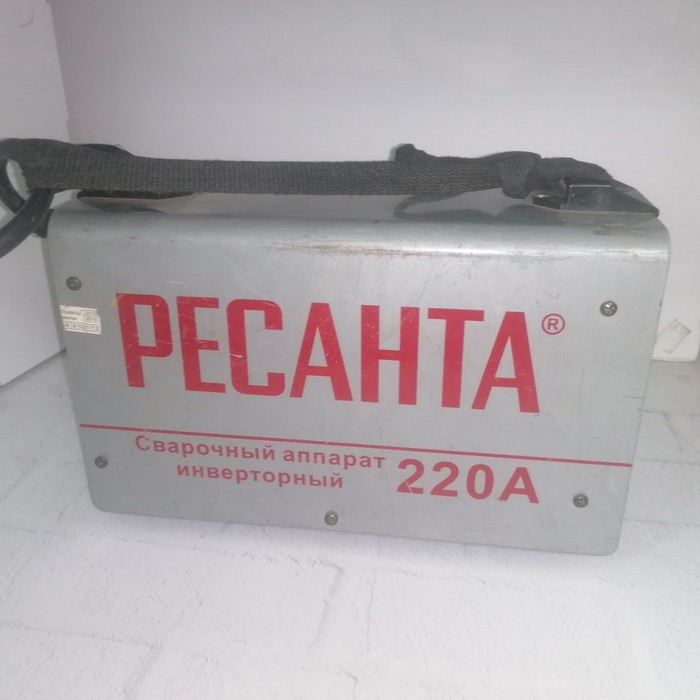 РЕСАНТА®
Сварочный аппарат
инверторный
220А